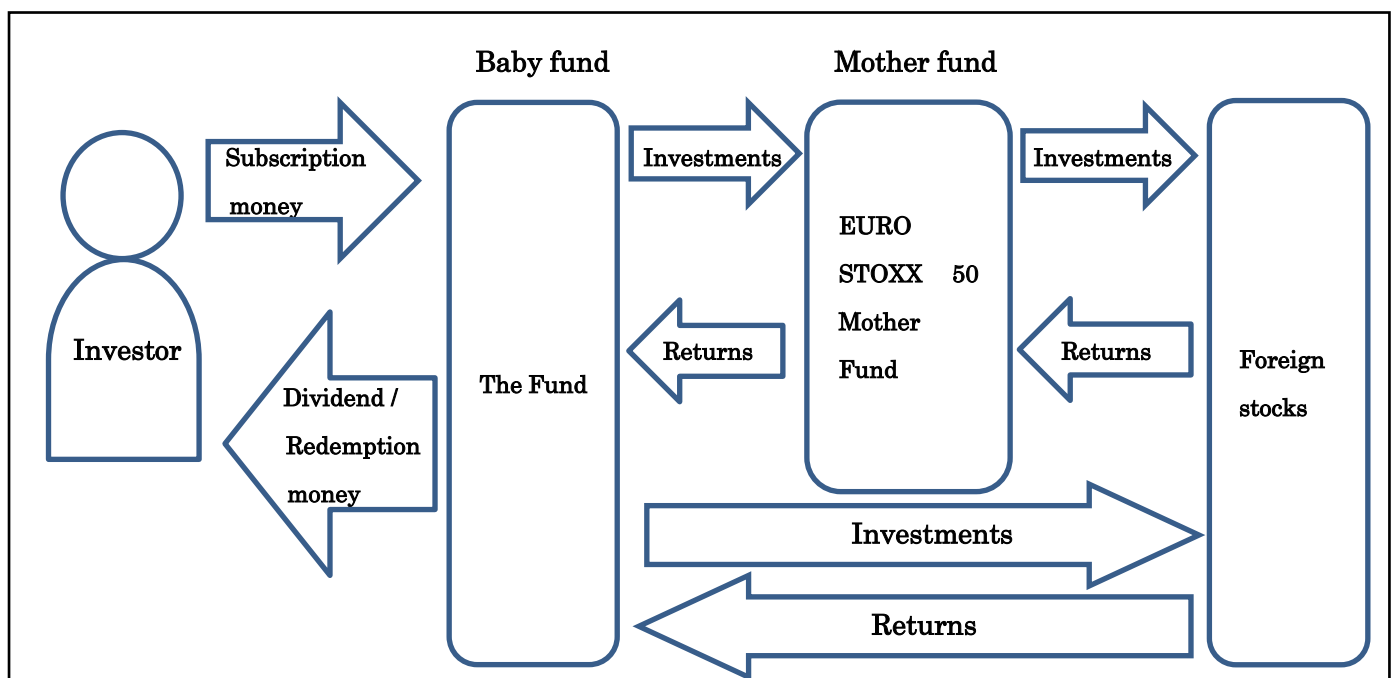 Baby fund
Mother fund
Subscription
money
Investments
Investments
EURO
STOXX 50
Mother
Fund
Investor
Returns
Returns
Foreign
stocks
The Fund
Dividend /
Redemption
money
Investments
Returns